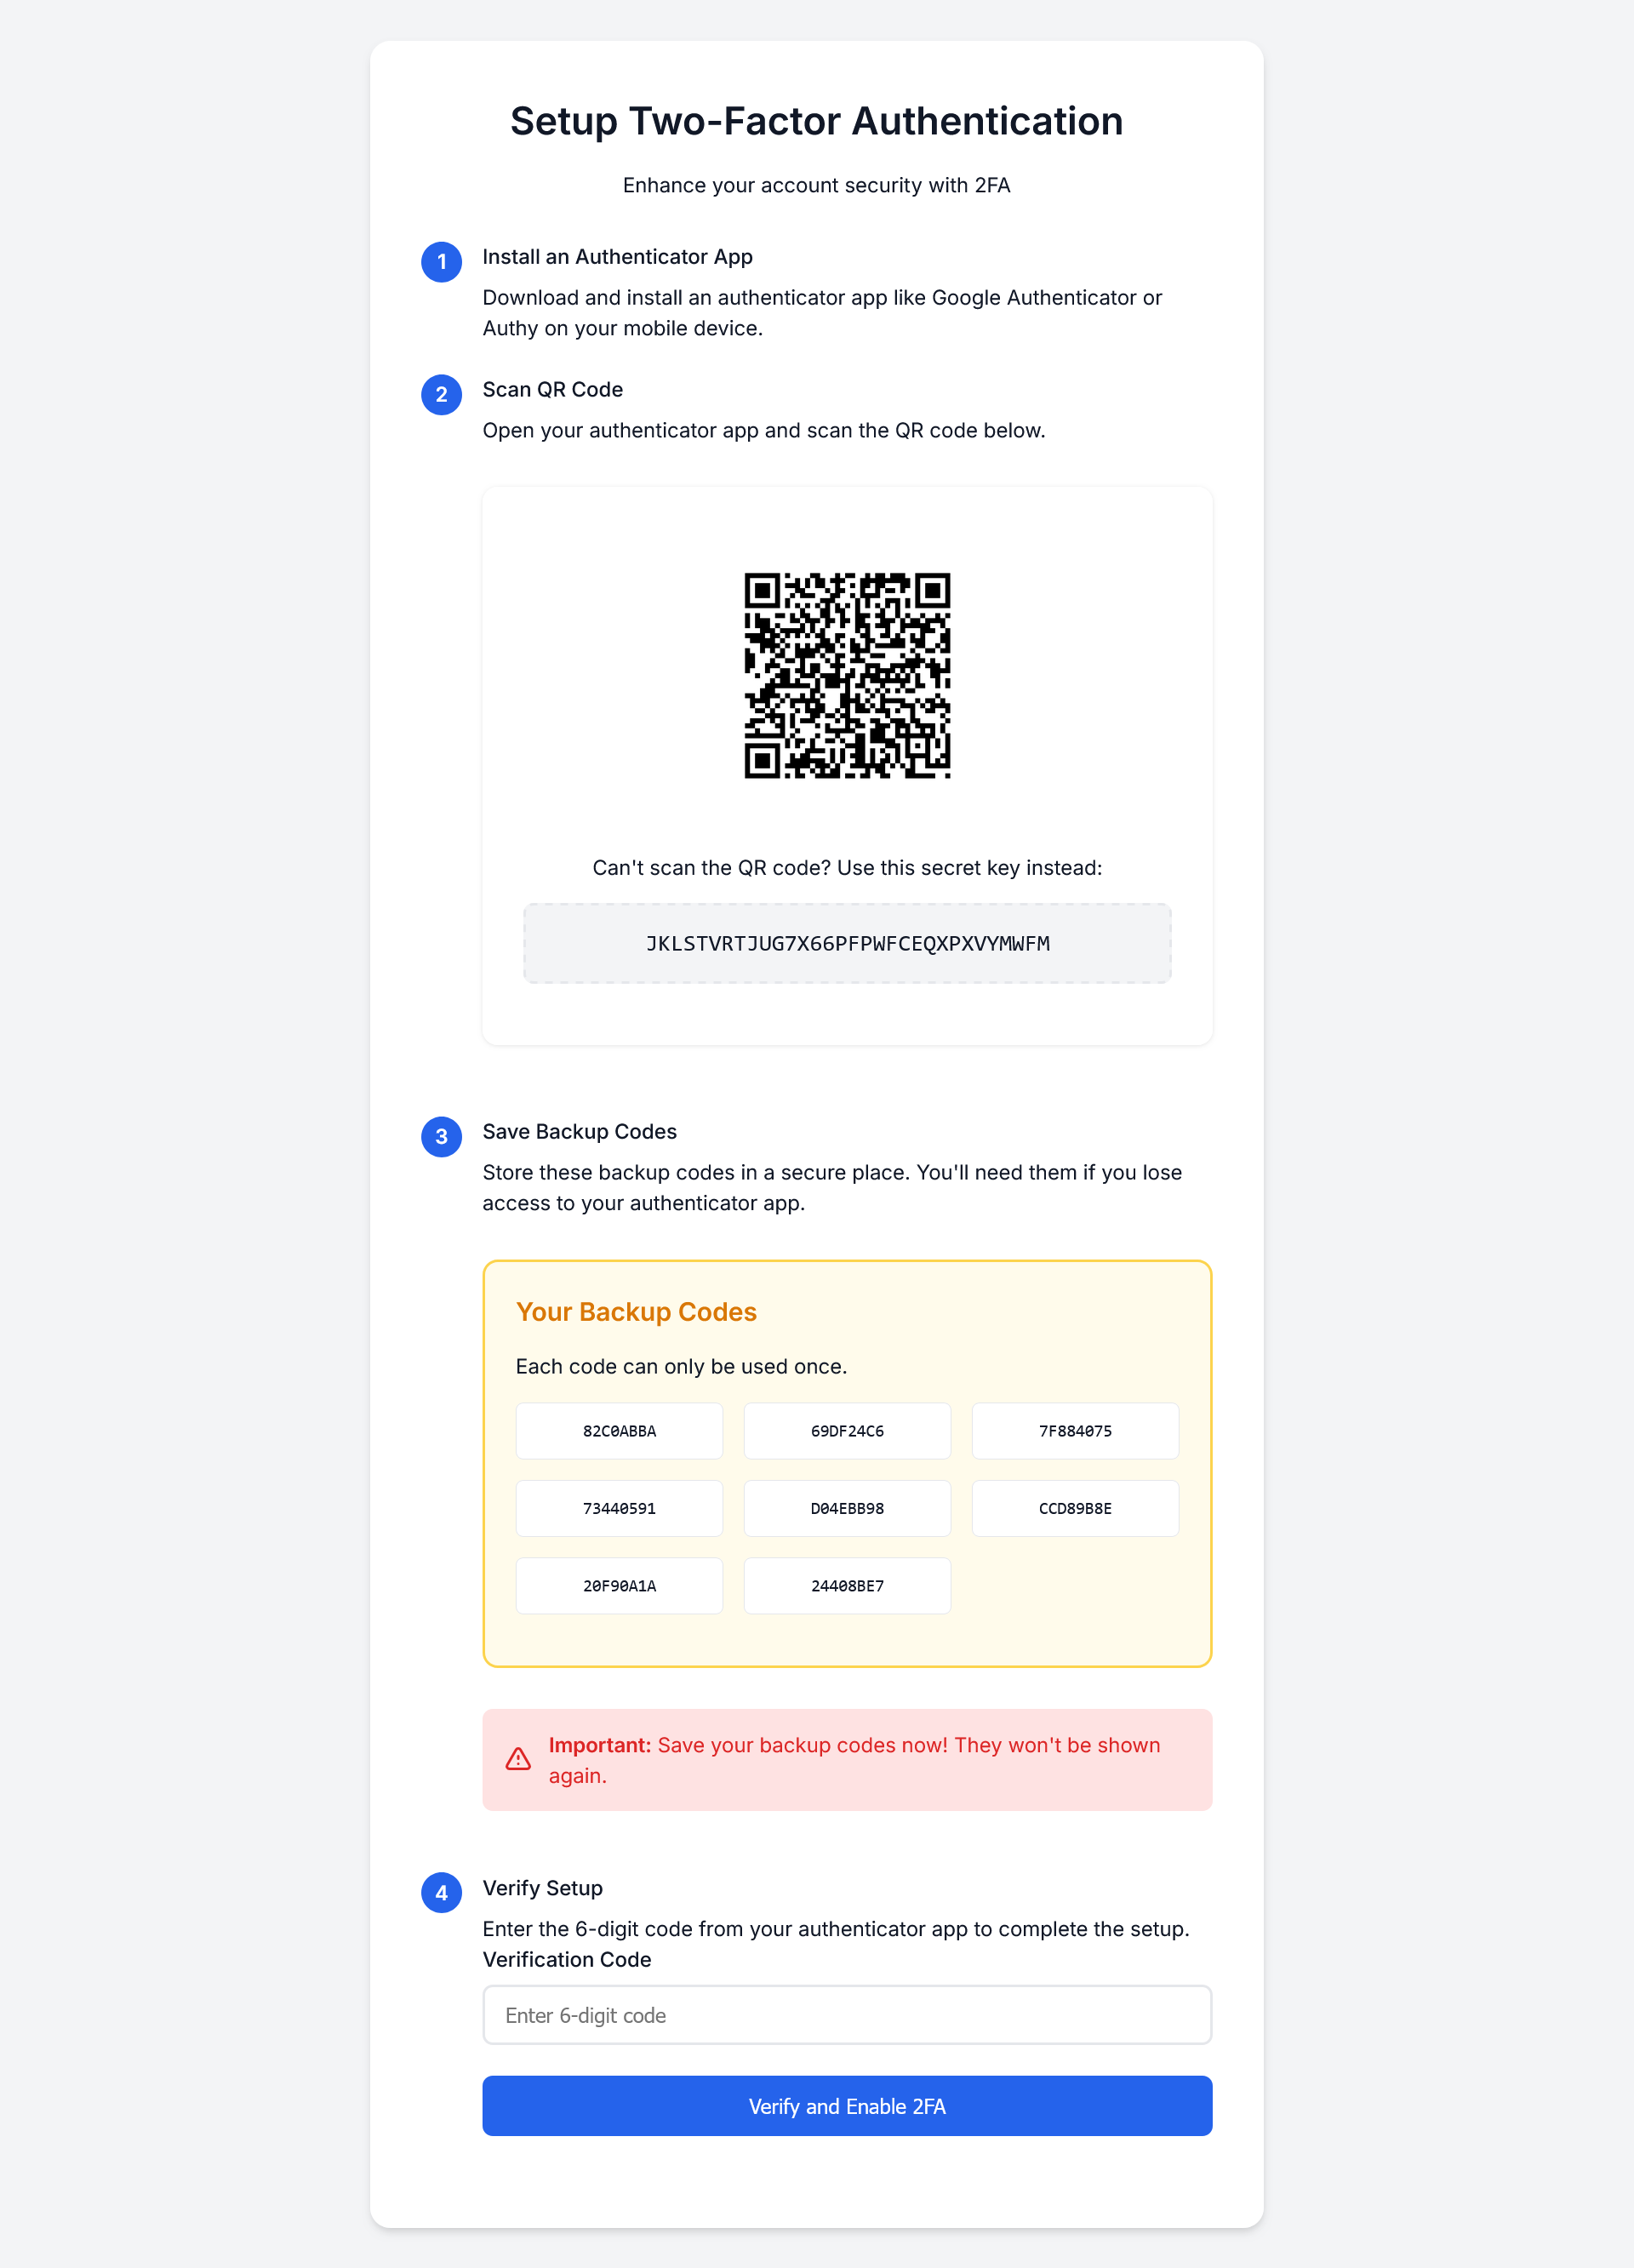 Setup Two-Factor Authentication
Enhance your account security with 2FA
1
Install an Authenticator App
Download and install an authenticator app like Google Authenticator or
Authy on your mobile device.
2
Scan QR Code
Open your authenticator app and scan the QR code below.
Can't scan the QR code? Use this secret key instead:
JKLSTVRTJUG7X66PFPWFCEQXPXVYMWFM
3
Save Backup Codes
Store these backup codes in a secure place. You'll need them if you lose
access to your authenticator app.
Your Backup Codes
Each code can only be used once.
82C0ABBA 69DF24C6 7F884075
73440591 D04EBB98 CCD89B8E
20F90A1A 24408BE7
Important: Save your backup codes now! They won't be shown
again.
4
Verify Setup
Enter the 6-digit code from your authenticator app to complete the setup.
Verification Code
Enter 6-digit code
Verify and Enable 2FA